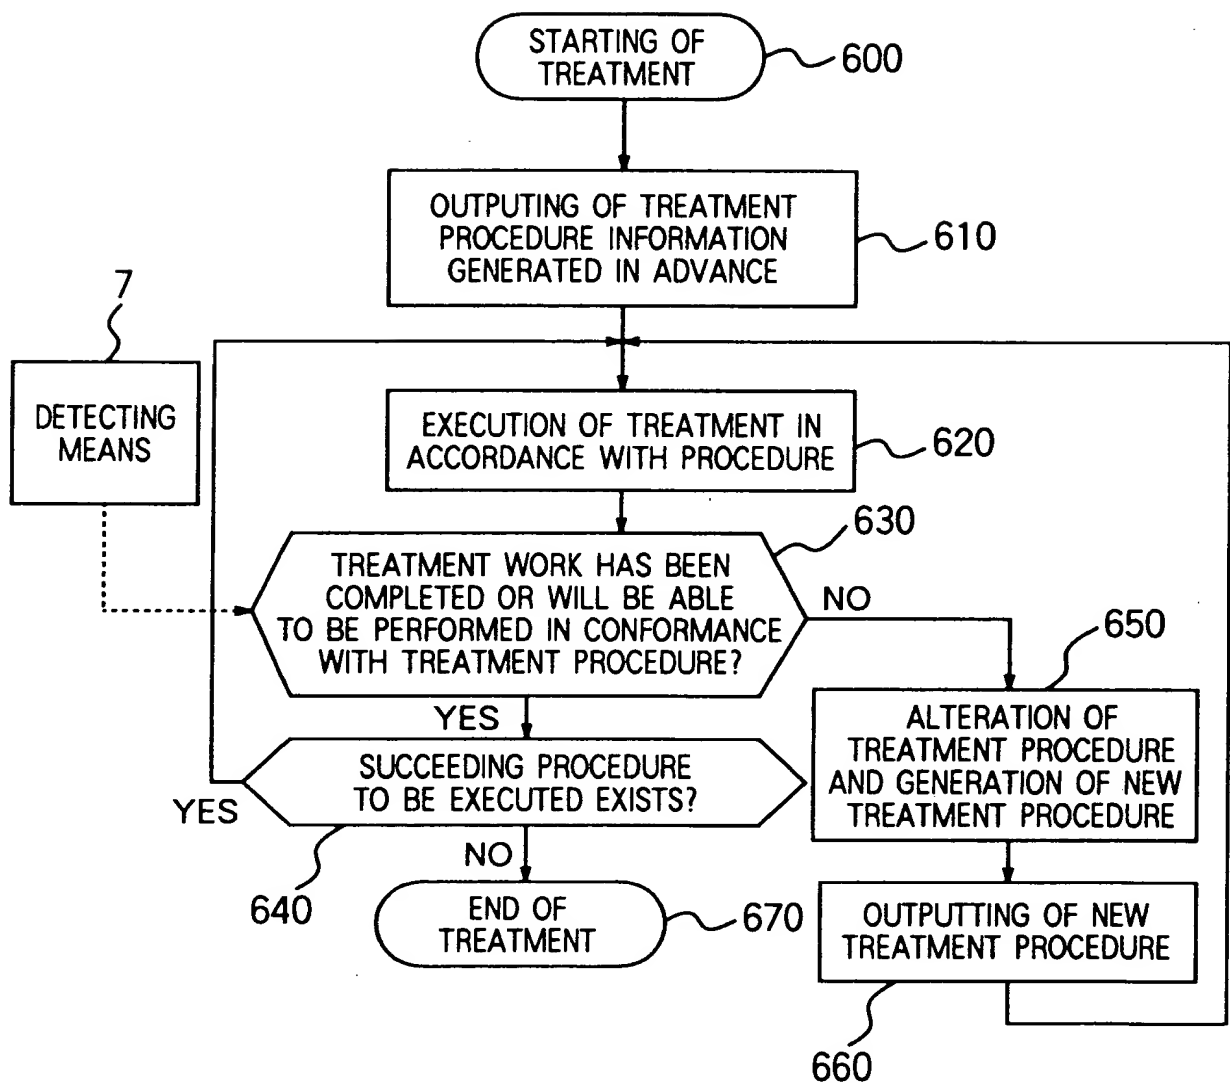 STARTING OF
TREATMENT
600
OUTPUTING OF TREATMENT
PROCEDURE INFORMATION
GENERATED IN ADVANCE
610
7
DETECTING
MEANS
EXECUTION OF TREATMENT IN
ACCORDANCE WITH PROCEDURE
620
630
TREATMENT WORK HAS BEEN
COMPLETED OR WILL BE ABLE
TO BE PERFORMED IN CONFORMANCE
WITH TREATMENT PROCEDURE?
NO
YES
650
ALTERATION OF
TREATMENT PROCEDURE
AND GENERATION OF NEW
TREATMENT PROCEDURE
SUCCEEDING PROCEDURE
TO BE EXECUTED EXISTS?
YES
640
NO
END OF
TREATMENT
670
OUTPUTTING OF NEW
TREATMENT PROCEDURE
660